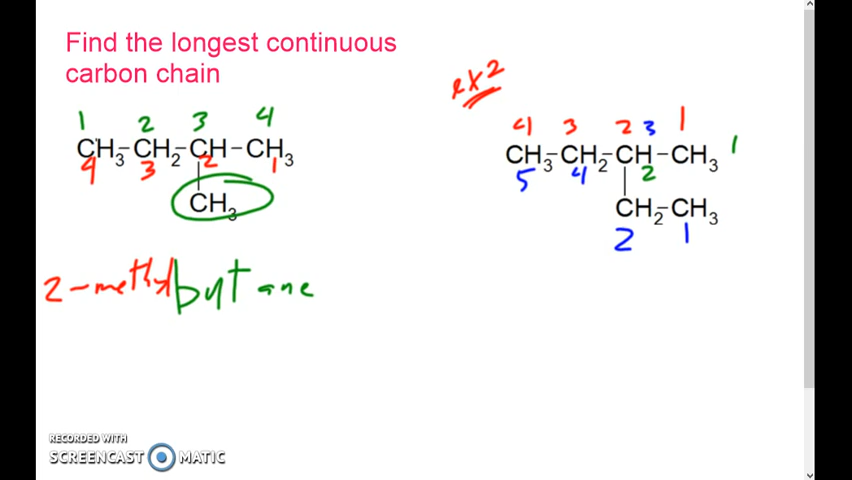 Find the longest continuous
carbon chain
ex2
1 2 3 4
CH3-CH2-CH-CH3
4 3 2 1
CH3
2-methylbutane
4 3 2 3 1
CH3-CH2-CH-CH3 1
5 4 2
CH2-CH3
2 1
RECORDED WITH
SCREENCAST MATIC